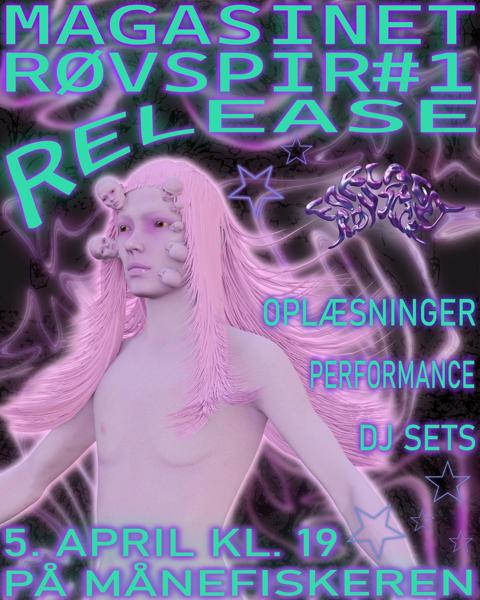 MAGASINET
RØVSPIR#1
RELEASE
OPLÆSNINGER
PERFORMANCE
DJ SETS
5. APRIL KL. 19
PÅ MÅNEFISKEREN